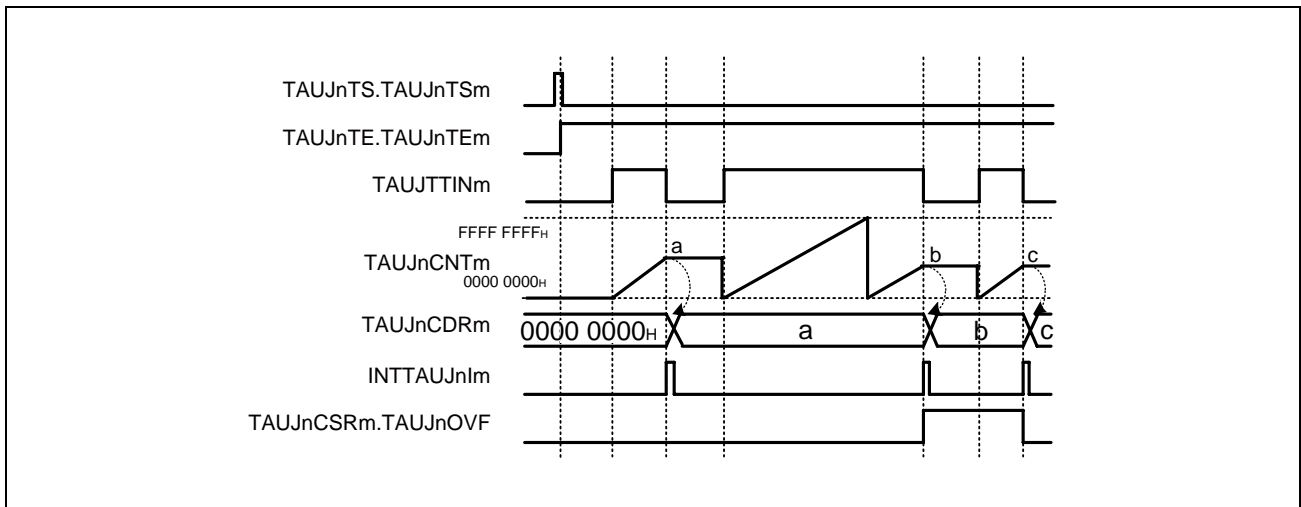 TAUJnTS.TAUJnTSm
TAUJnTE.TAUJnTEm
TAUJTTINm
FFFF FFFFH
a
b
c
TAUJnCNTm
0000 0000H
TAUJnCDRm
0000 0000H
a
b
c
INTTAUJnIm
TAUJnCSRm.TAUJnOVF